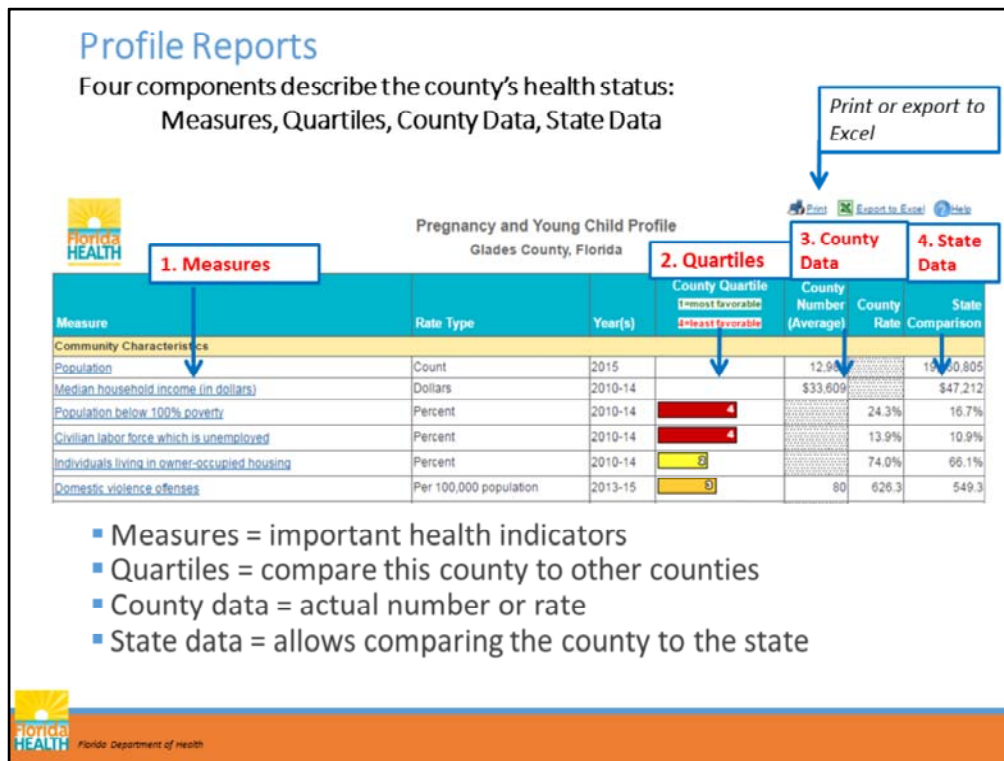 Profile Reports
Four components describe the county's health status:
Measures, Quartiles, County Data, State Data
Print or export to
Excel
Print Export to Excel Help
Florida
HEALTH
Pregnancy and Young Child Profile
Glades County, Florida
1. Measures
2. Quartiles
3. County
Data
4. State
Data
Measure Rate Type Year(s) County Quartile
1=most favorable
4=least favorable
County
Number
(Average)
County
Rate
State
Comparison
Community Characteristics
Population Count 2015
Median household income (in dollars) Dollars 2010-14 $33,609 $47,212
Population below 100% poverty Percent 2010-14 4 24.3% 16.7%
Civilian labor force which is unemployed Percent 2010-14 4 13.9% 10.9%
Individuals living in owner-occupied housing Percent 2010-14 2 74.0% 66.1%
Domestic violence offenses Per 100,000 population 2013-15 3 80 626.3 549.3
▪ Measures = important health indicators
▪ Quartiles = compare this county to other counties
▪ County data = actual number or rate
▪ State data = allows comparing the county to the state
Florida
HEALTH
Florida Department of Health